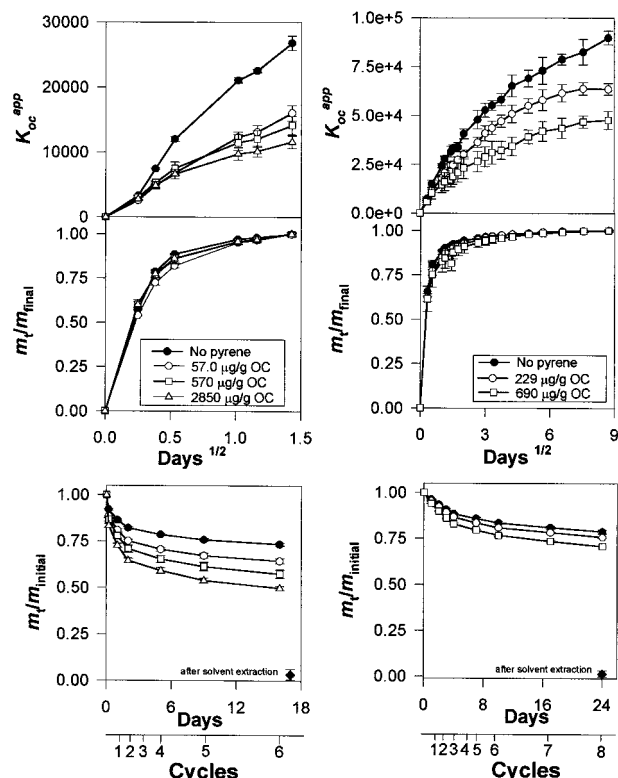 30000
20000
10000
0
K_oc^app
1.00
0.75
0.50
0.25
0.00
m_t/m_final
No pyrene
57.0 µg/g OC
570 µg/g OC
2850 µg/g OC
0.0 0.5 1.0 1.5
Days 1/2
1.00
0.75
0.50
0.25
0.00
m_t/m_initial
after solvent extraction
0 6 12 18
Days
1 2 3 4 5 6
Cycles
1.0e+5
7.5e+4
5.0e+4
2.5e+4
0.0e+0
K_oc^app
1.00
0.75
0.50
0.25
0.00
m_t/m_final
No pyrene
229 µg/g OC
690 µg/g OC
0 3 6 9
Days 1/2
1.00
0.75
0.50
0.25
0.00
m_t/m_initial
after solvent extraction
0 8 16 24
Days
1 2 3 4 5 6 7 8
Cycles